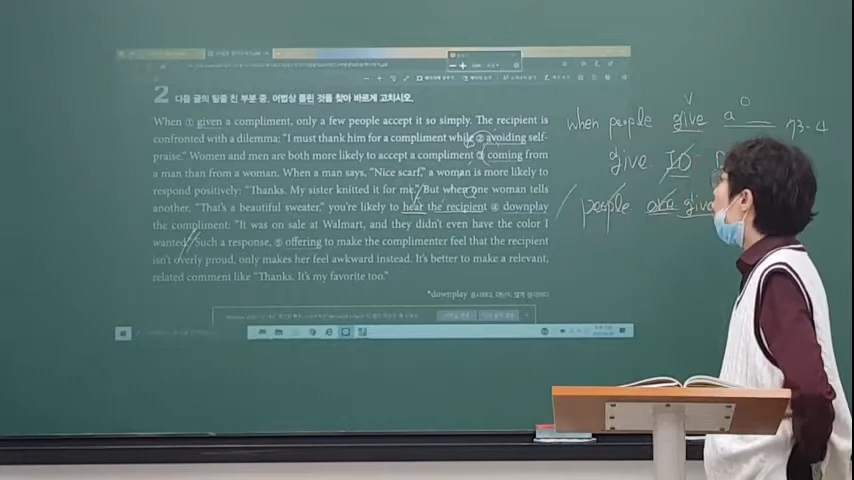 2 다음 글의 밑줄 친 부분 중, 어법상 틀린 것을 찾아 바르게 고치시오.
When ① given a compliment, only a few people accept it so simply. The recipient is
confronted with a dilemma: "I must thank him for a compliment while ② avoiding self-
praise." Women and men are both more likely to accept a compliment ③ coming from
a man than from a woman. When a man says, "Nice scarf," a woman is more likely to
respond positively: "Thanks. My sister knitted it for me." But when one woman tells
another. "That's a beautiful sweater," you're likely to hear the recipient ④ downplay
the compliment: "It was on sale at Walmart, and they didn't even have the color I
wanted." Such a response, ⑤ offering to make the complimenter feel that the recipient
isn't overly proud, only makes her feel awkward instead. It's better to make a relevant,
related comment like "Thanks. It's my favorite too."
*downplay
when people give a
V
O
give IO
people are give